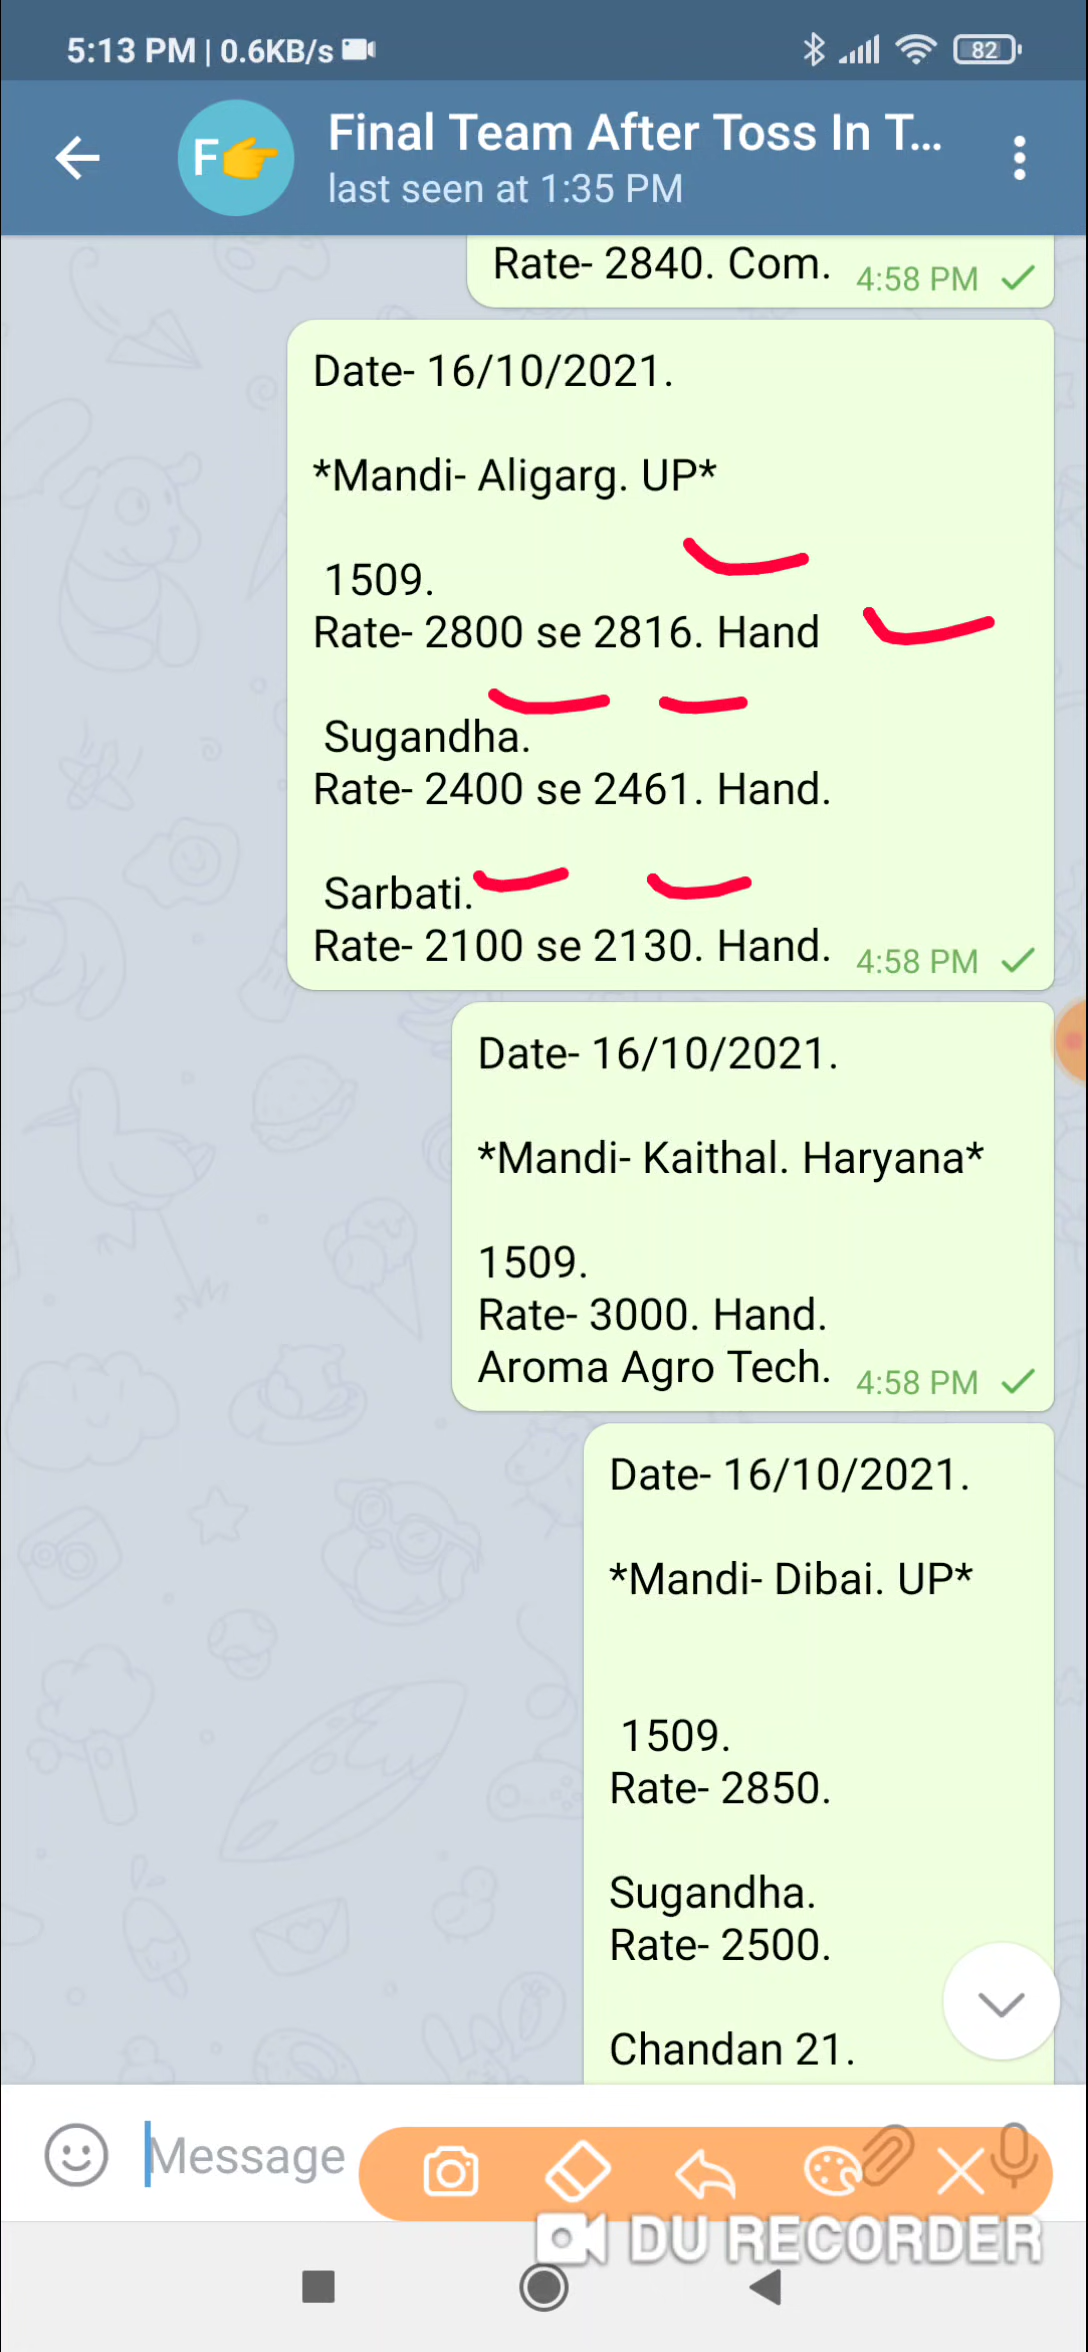 5:13 PM | 0.6KB/s
82
F👉 Final Team After Toss In T...
last seen at 1:35 PM
Rate- 2840. Com. 4:58 PM
Date- 16/10/2021.
*Mandi- Aligarg. UP*
1509.
Rate- 2800 se 2816. Hand
Sugandha.
Rate- 2400 se 2461. Hand.
Sarbati.
Rate- 2100 se 2130. Hand. 4:58 PM
Date- 16/10/2021.
*Mandi- Kaithal. Haryana*
1509.
Rate- 3000. Hand.
Aroma Agro Tech. 4:58 PM
Date- 16/10/2021.
*Mandi- Dibai. UP*
1509.
Rate- 2850.
Sugandha.
Rate- 2500.
Chandan 21.
Message
DU RECORDER